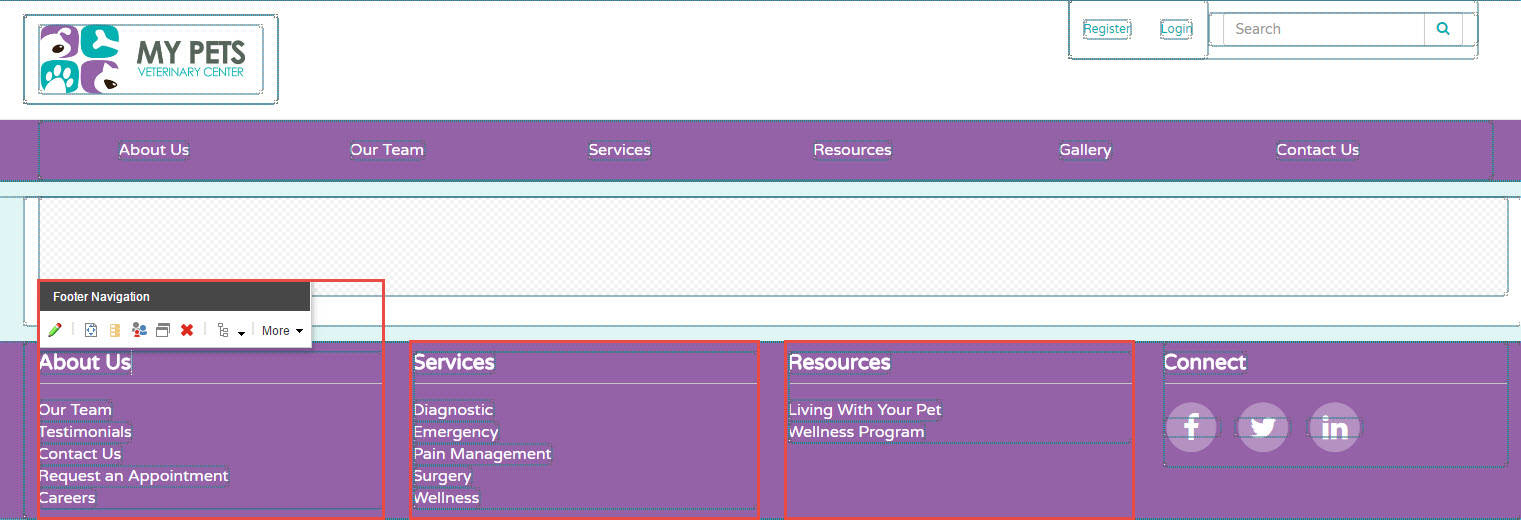 MY PETS
VETERINARY CENTER
Register Login Search
About Us Our Team Services Resources Gallery Contact Us
Footer Navigation
More
About Us
Our Team
Testimonials
Contact Us
Request an Appointment
Careers
Services
Diagnostic
Emergency
Pain Management
Surgery
Wellness
Resources
Living With Your Pet
Wellness Program
Connect